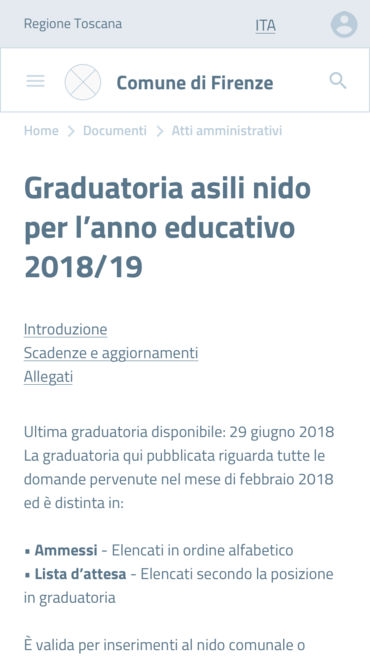 Regione Toscana
ITA
Comune di Firenze
Home > Documenti > Atti amministrativi
Graduatoria asili nido
per l’anno educativo
2018/19
Introduzione
Scadenze e aggiornamenti
Allegati
Ultima graduatoria disponibile: 29 giugno 2018
La graduatoria qui pubblicata riguarda tutte le
domande pervenute nel mese di febbraio 2018
ed è distinta in:
▪ Ammessi - Elencati in ordine alfabetico
▪ Lista d’attesa - Elencati secondo la posizione
in graduatoria
È valida per inserimenti al nido comunale o